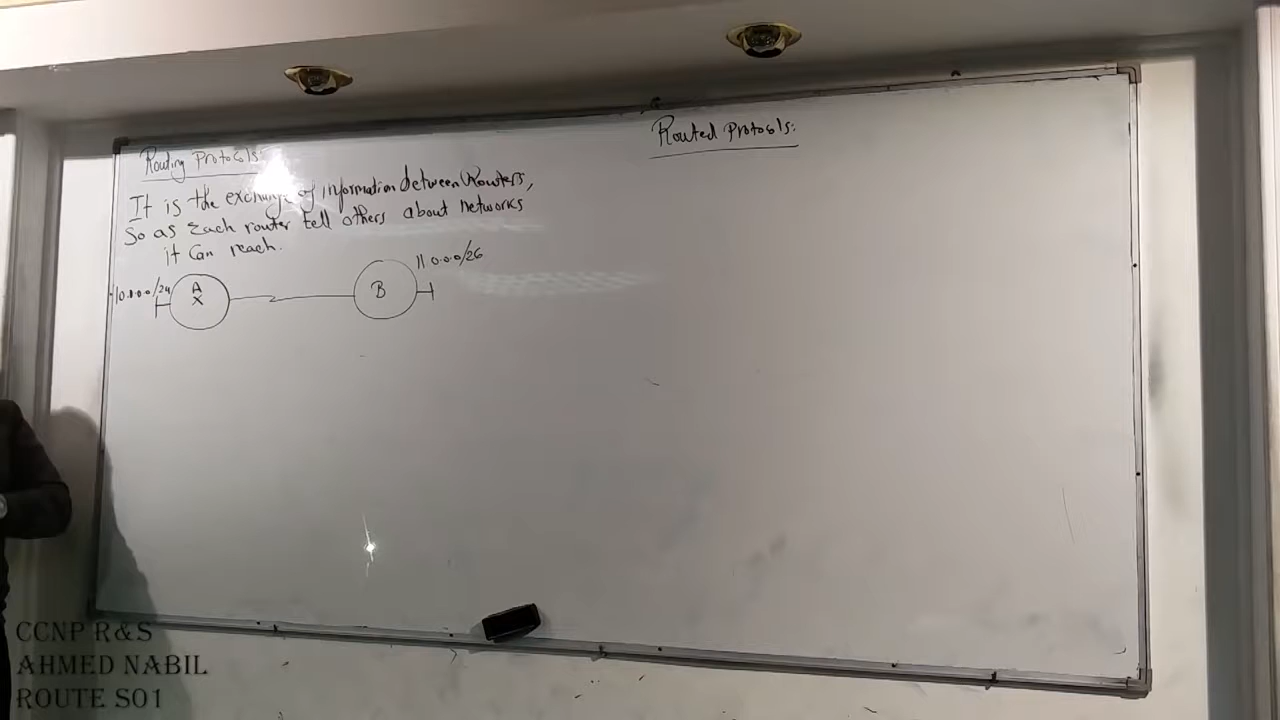 Routing Protocols:
It is the exchange of information between Routers,
So as Each router tell others about networks
it Can reach.
10.0.0.0/24
A
X
B
11.0.0.0/26
Routed Protocols:
CCNP R&S
AHMED NABIL
ROUTE S01